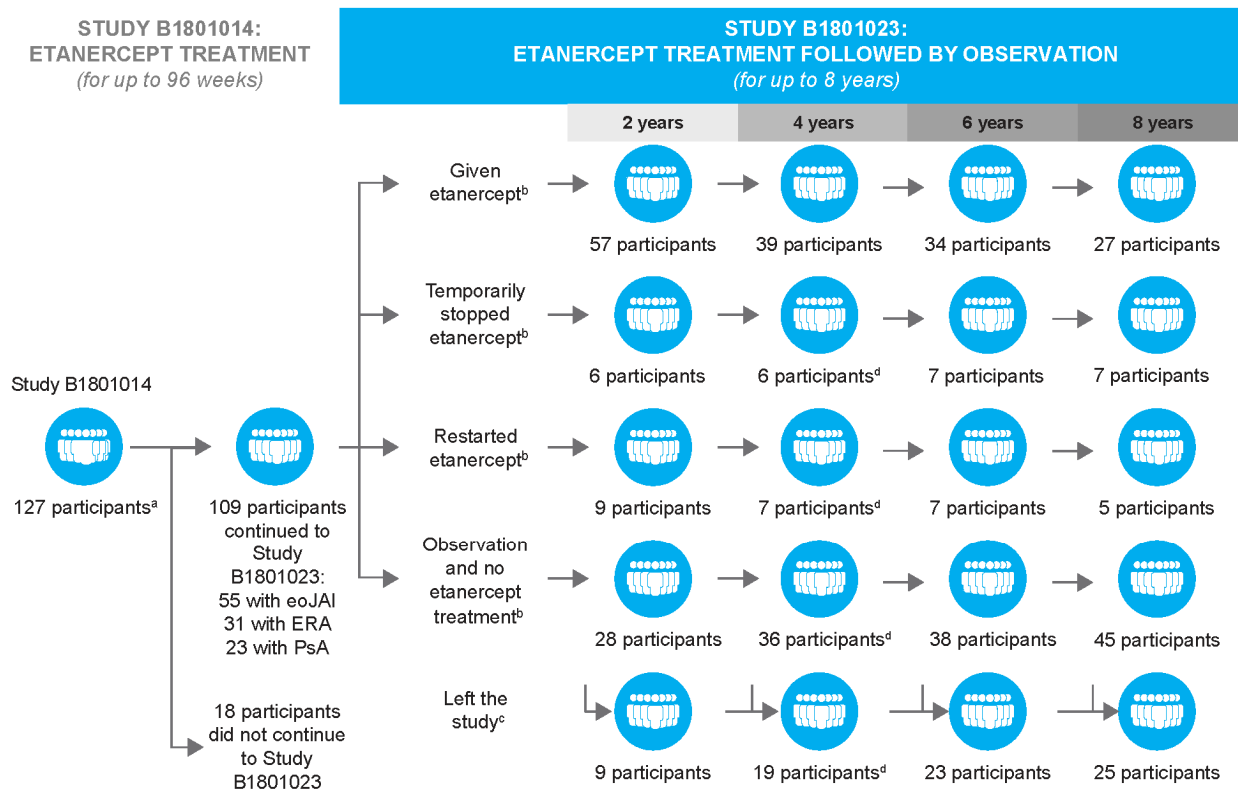 STUDY B1801014:
ETANERCEPT TREATMENT
(for up to 96 weeks)
STUDY B1801023:
ETANERCEPT TREATMENT FOLLOWED BY OBSERVATION
(for up to 8 years)
2 years
4 years
6 years
8 years
Given
etanerceptᵇ
57 participants
39 participants
34 participants
27 participants
Temporarily
stopped
etanerceptᵇ
6 participants
6 participantsᵈ
7 participants
7 participants
Study B1801014
127 participantsᵃ
109 participants
continued to
Study
B1801023:
55 with eoJAI
31 with ERA
23 with PsA
Restarted
etanerceptᵇ
9 participants
7 participantsᵈ
7 participants
5 participants
Observation
and no
etanercept
treatmentᵇ
28 participants
36 participantsᵈ
38 participants
45 participants
18 participants
did not continue
to Study
B1801023
Left the
studyᶜ
9 participants
19 participantsᵈ
23 participants
25 participants